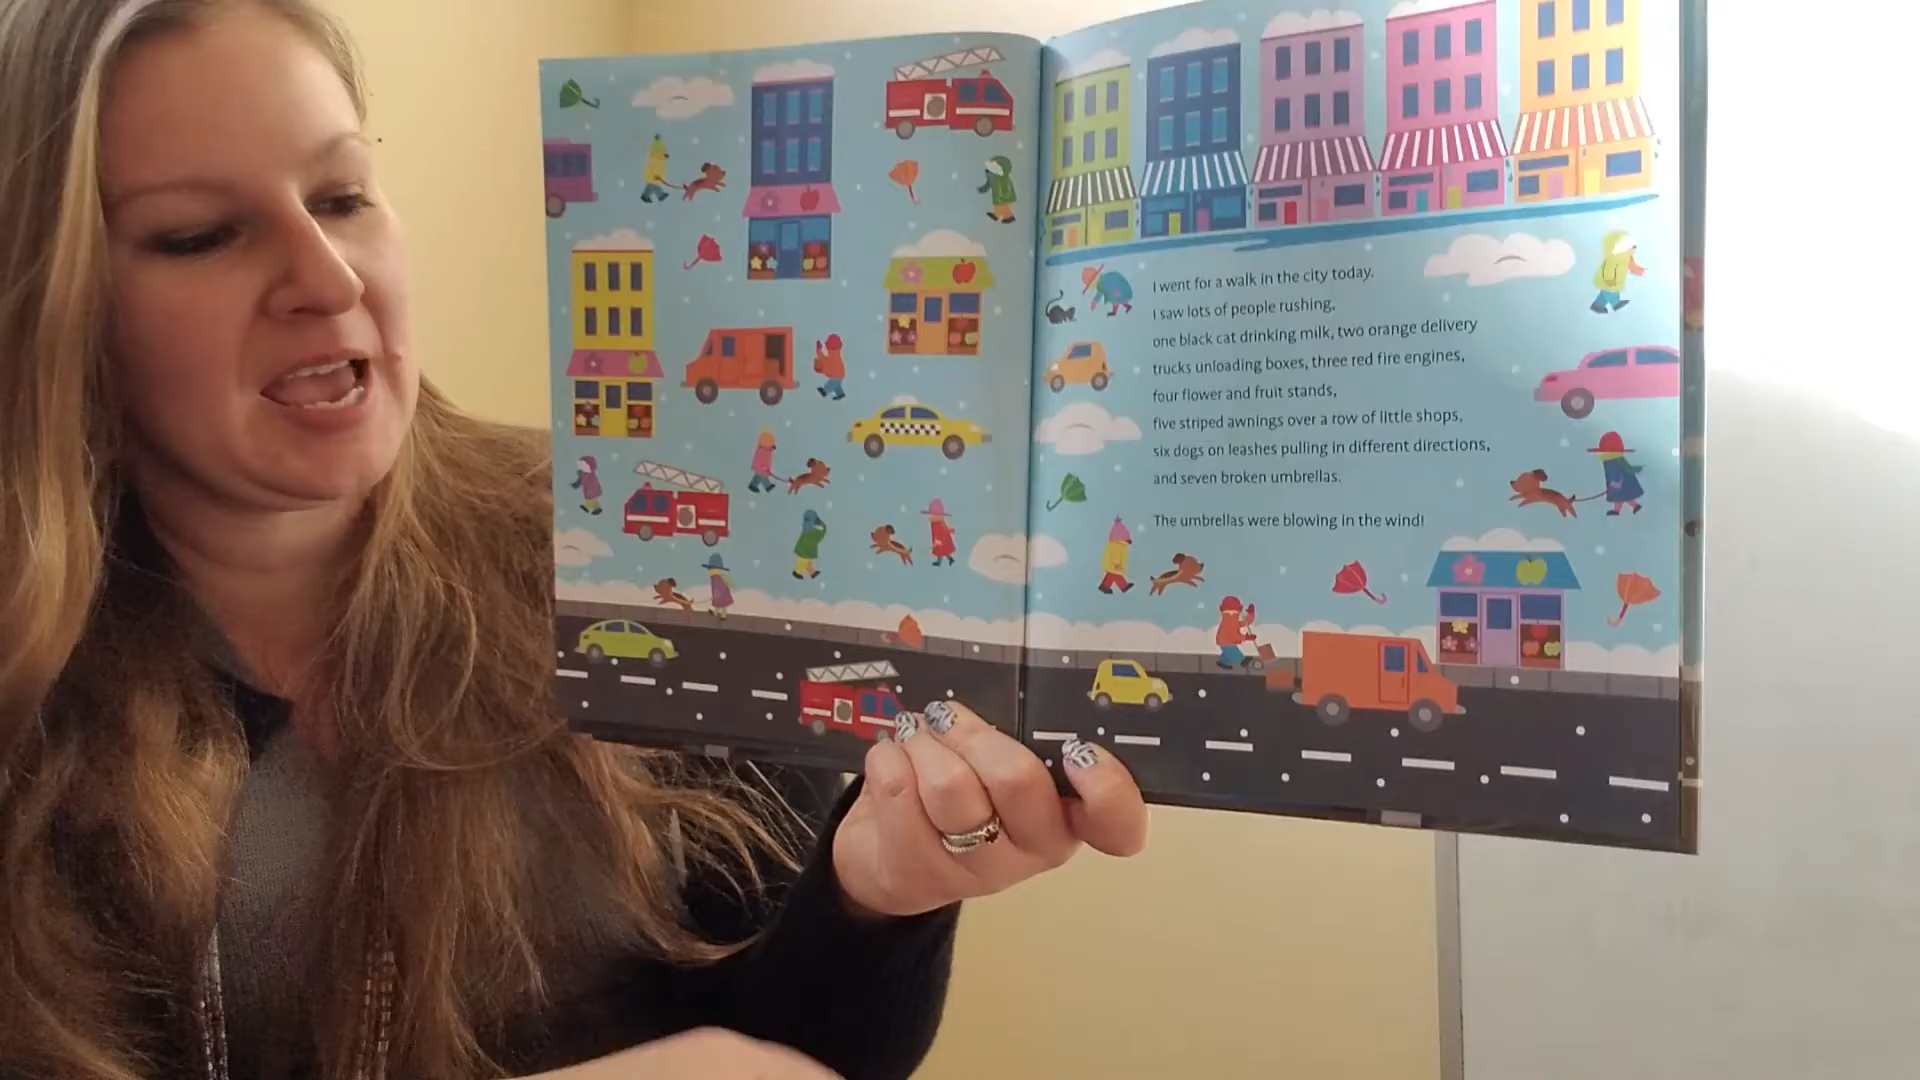 I went for a walk in the city today.
I saw lots of people rushing,
one black cat drinking milk, two orange delivery
trucks unloading boxes, three red fire engines,
four flower and fruit stands,
five striped awnings over a row of little shops,
six dogs on leashes pulling in different directions,
and seven broken umbrellas.
The umbrellas were blowing in the wind!